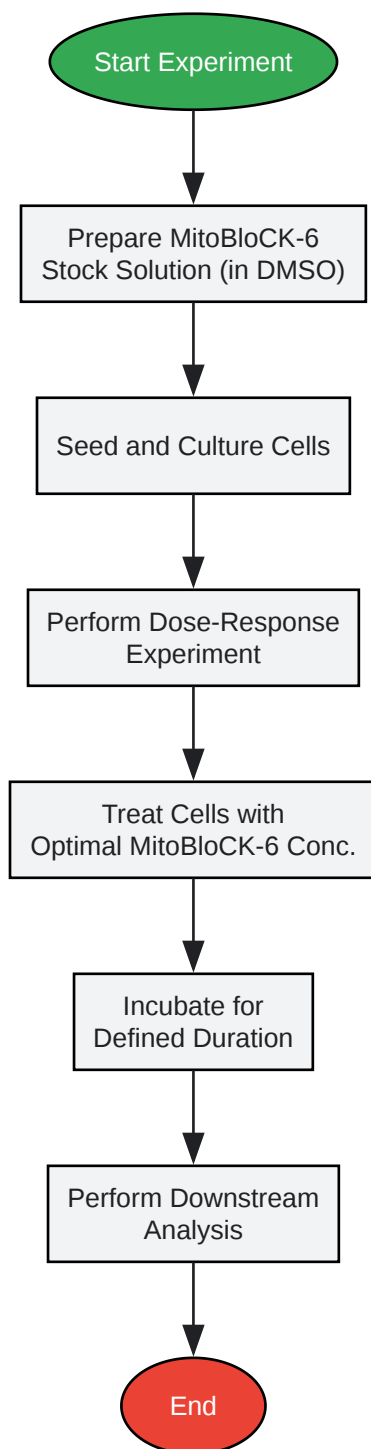 Start Experiment
Prepare MitoBloCK-6
Stock Solution (in DMSO)
Seed and Culture Cells
Perform Dose-Response
Experiment
Treat Cells with
Optimal MitoBloCK-6 Conc.
Incubate for
Defined Duration
Perform Downstream
Analysis
End